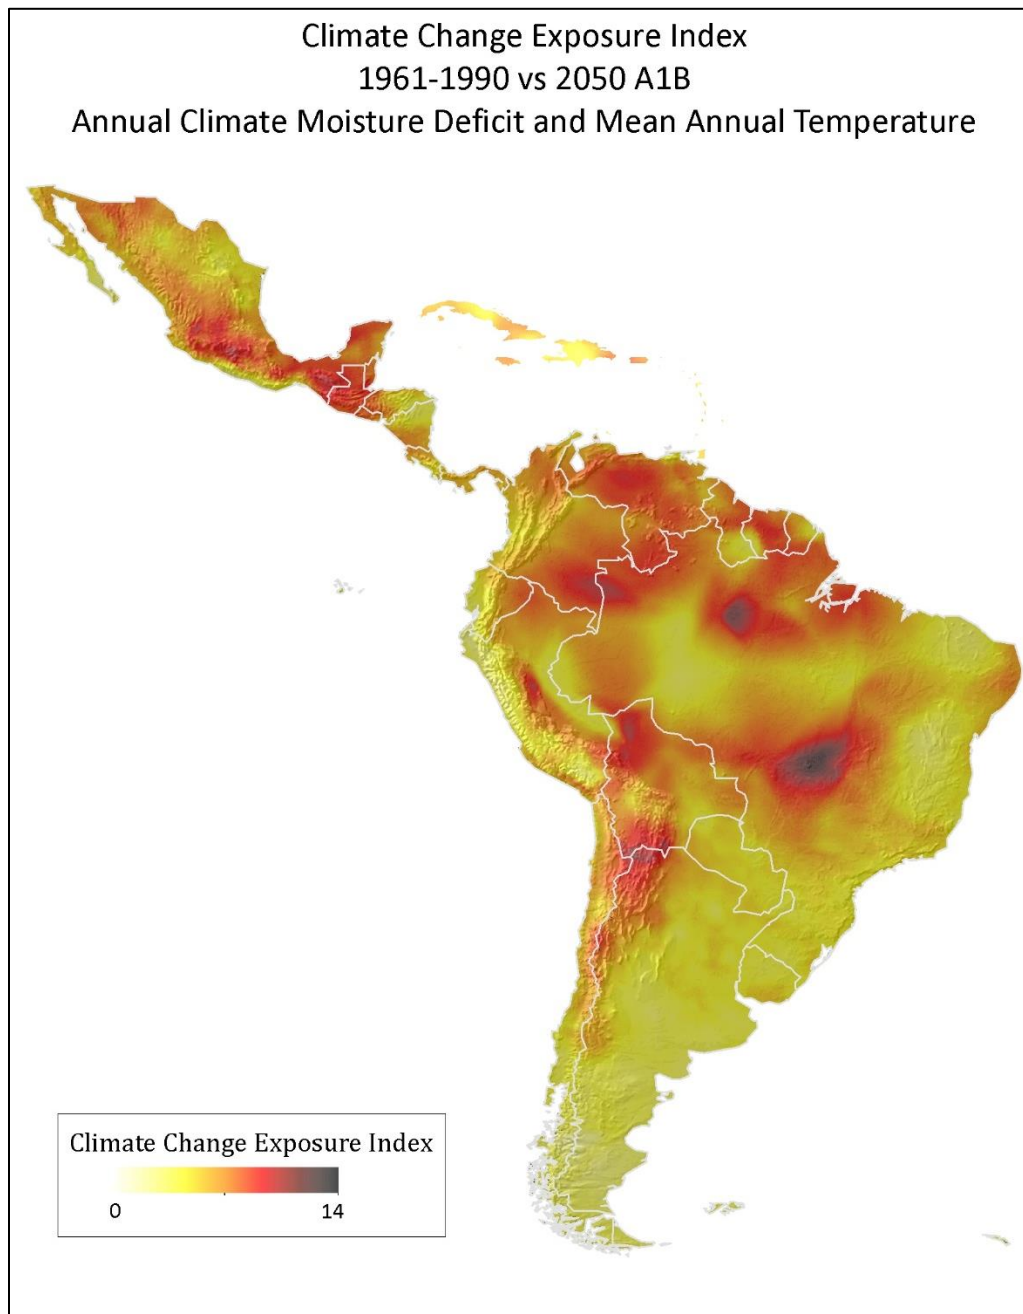 Climate Change Exposure Index
1961-1990 vs 2050 A1B
Annual Climate Moisture Deficit and Mean Annual Temperature
Climate Change Exposure Index
0 14